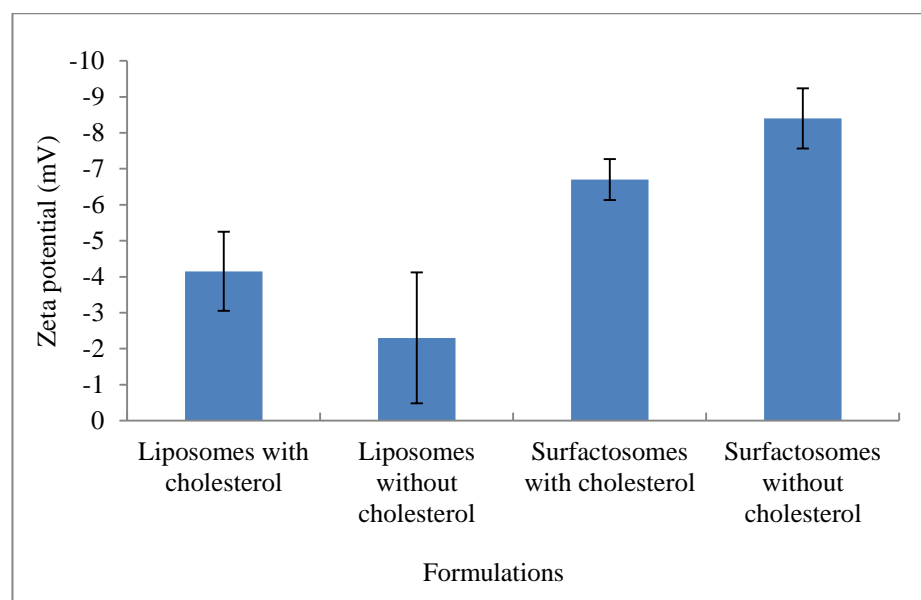 Zeta potential (mV)
-10
-9
-8
-7
-6
-5
-4
-3
-2
-1
0
Liposomes with
cholesterol
Liposomes
without
cholesterol
Surfactosomes
with cholesterol
Surfactosomes
without
cholesterol
Formulations